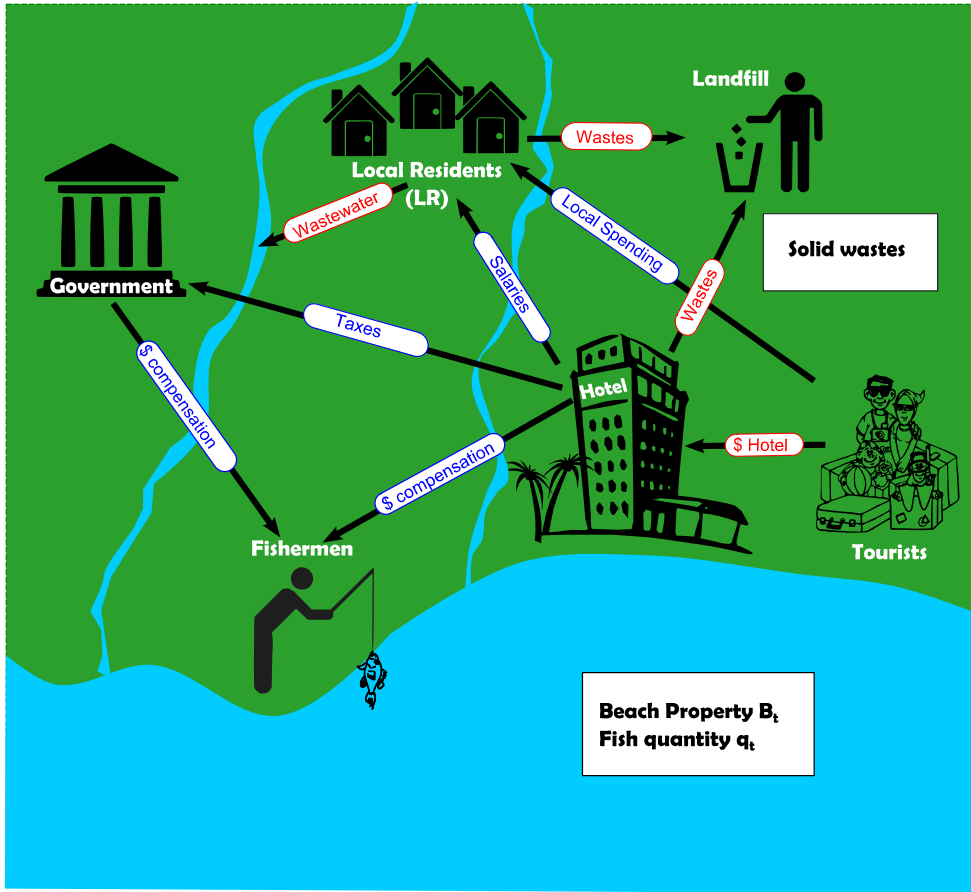 Landfill
Wastes
Local Residents
(LR)
Wastewater
Local Spending
Solid wastes
Salaries
Wastes
Government
Taxes
$ compensation
Hotel
$ Hotel
$ compensation
Fishermen
Tourists
Beach Property Bₜ
Fish quantity qₜ